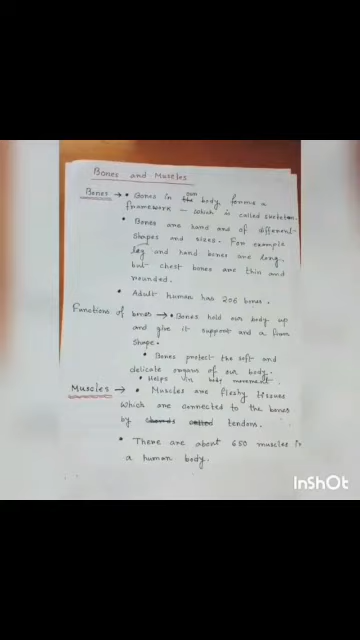 Bones and Muscles
Bones → • Bones in our body forms a
framework - which is called skeleton.
• Bones are hard and of different
shapes and sizes. For example
leg and hand bones are long,
but chest bones are thin and
rounded.
• Adult human has 206 bones.
Functions of bones → • Bones hold our body up
and give it support and a firm
shape.
• Bones protect the soft and
delicate organs of our body.
• Helps in body movement.
Muscles → • Muscles are fleshy tissues
which are connected to the bones
by tendons.
• There are about 650 muscles in
a human body.
InShOt